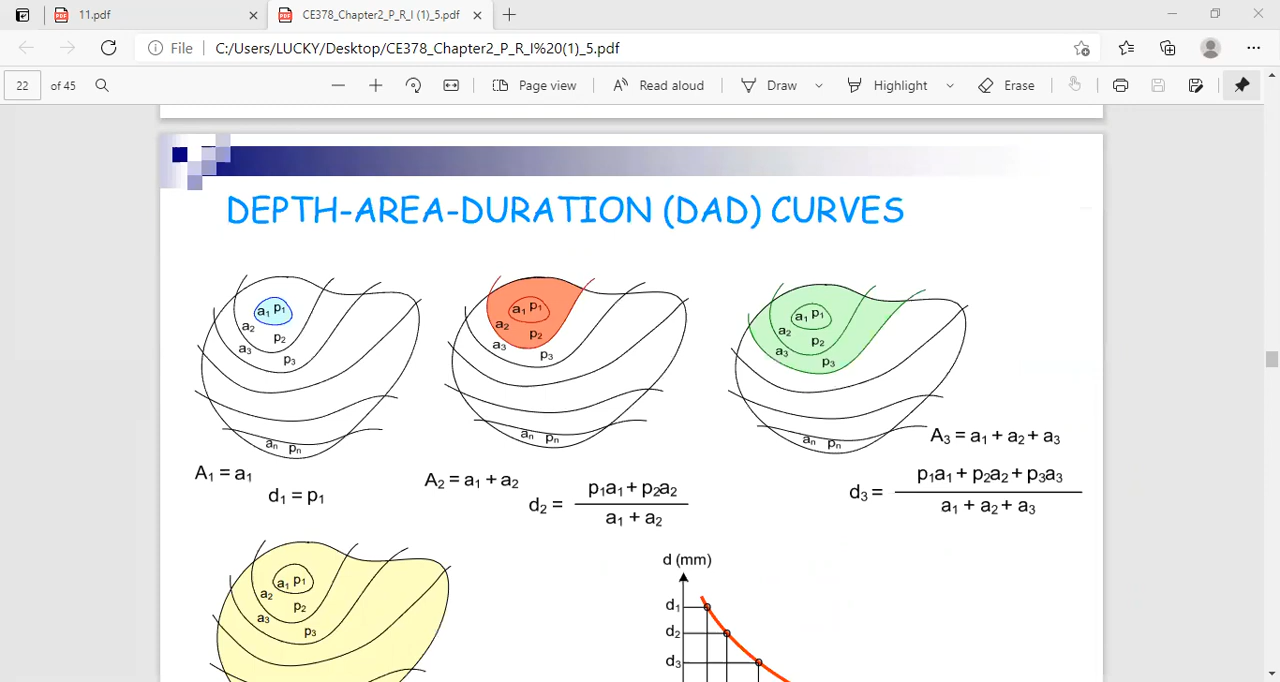 11.pdf
CE378_Chapter2_P_R_I (1)_5.pdf
File
C:/Users/LUCKY/Desktop/CE378_Chapter2_P_R_I%20(1)_5.pdf
22 of 45
Page view
Read aloud
Draw
Highlight
Erase
DEPTH-AREA-DURATION (DAD) CURVES
a₁ p₁
a₂
p₂
a₃
p₃
aₙ pₙ
a₁ p₁
a₂
p₂
a₃
p₃
aₙ pₙ
a₁ p₁
a₂
p₂
a₃
p₃
aₙ pₙ
A₁ = a₁
d₁ = p₁
A₂ = a₁ + a₂
d₂ = p₁a₁ + p₂a₂
a₁ + a₂
A₃ = a₁ + a₂ + a₃
d₃ = p₁a₁ + p₂a₂ + p₃a₃
a₁ + a₂ + a₃
a₁ p₁
a₂
p₂
a₃
p₃
d (mm)
d₁
d₂
d₃